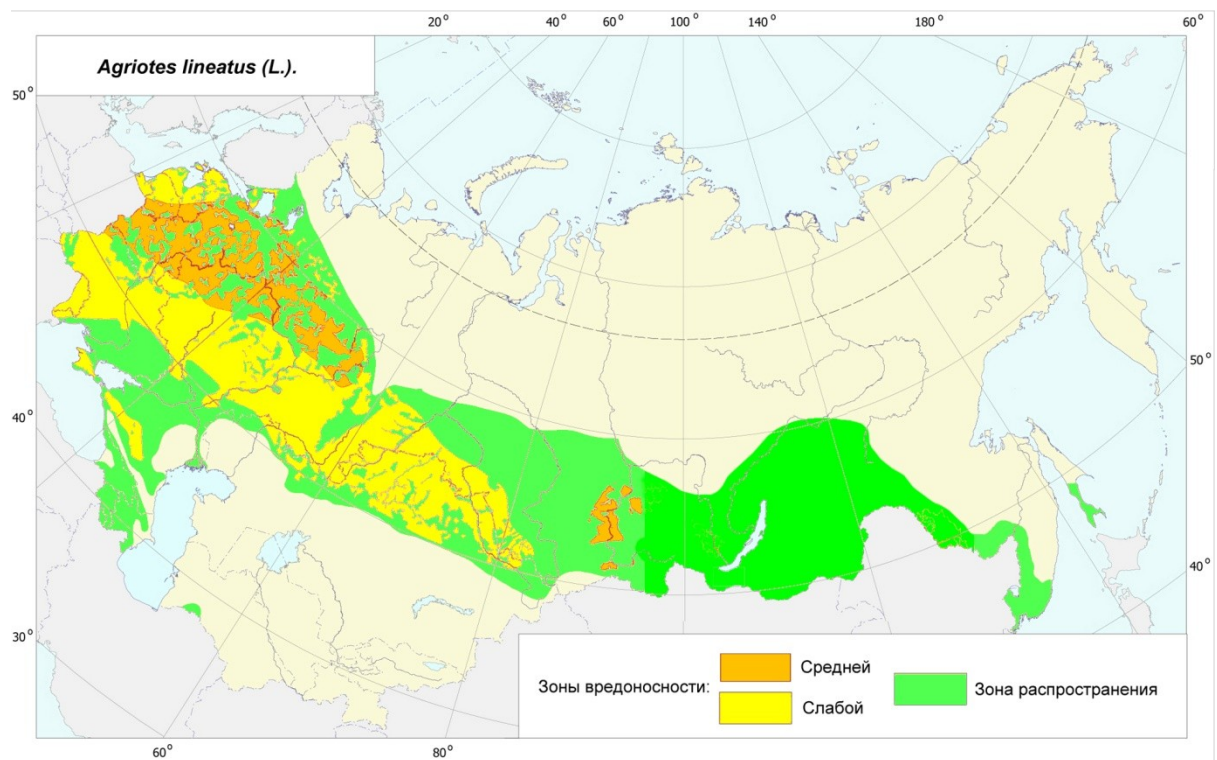 20° 40° 60° 100° 140° 180° 60°
Agriotes lineatus (L.).
50°
50°
40°
40°
30°
Зоны вредоносности:
Средней
Слабой
Зона распространения
60° 80°